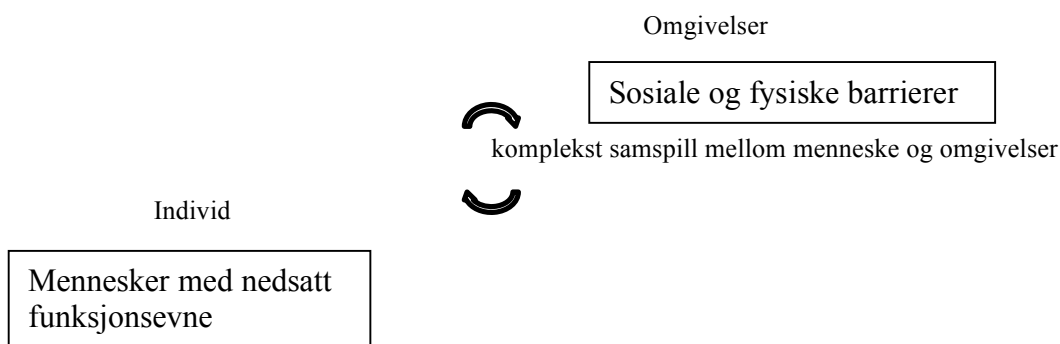 Omgivelser
Sosiale og fysiske barrierer
komplekst samspill mellom menneske og omgivelser
Individ
Mennesker med nedsatt
funksjonsevne